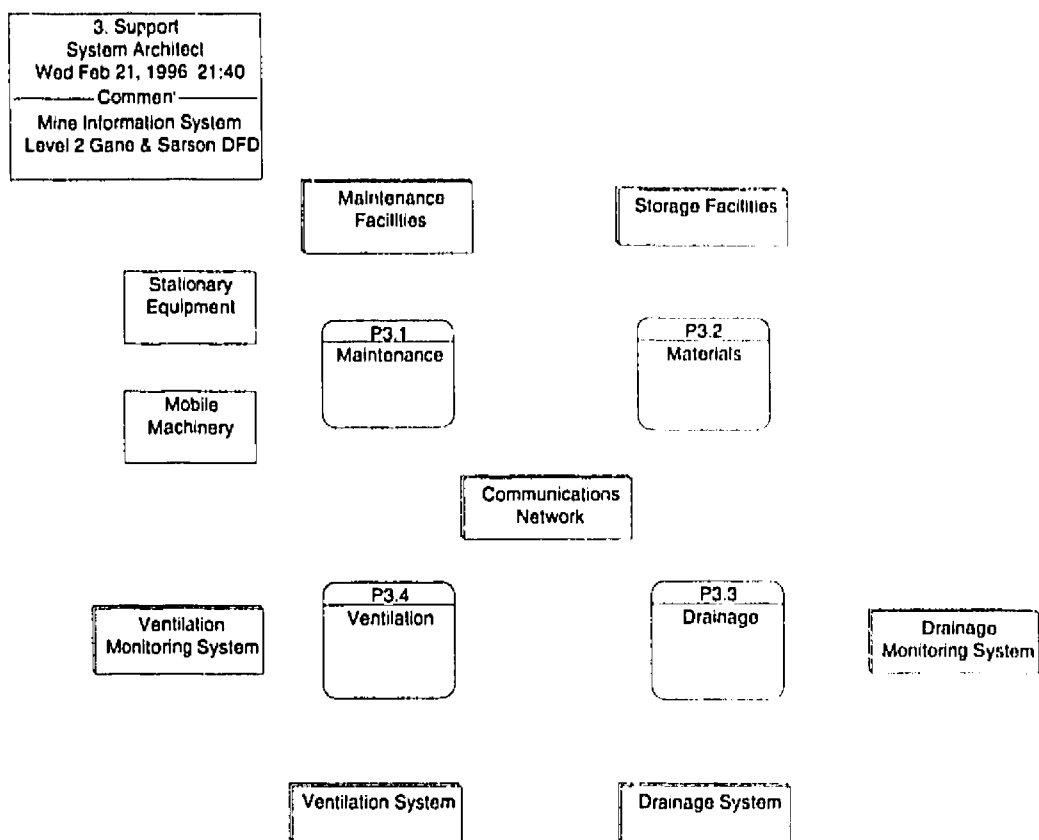 3. Support
System Architect
Wed Feb 21, 1996 21:40
Comment
Mine Information System
Level 2 Gane & Sarson DFD
Maintenance
Facilities
Storage Facilities
Stationary
Equipment
P3.1
Maintenance
P3.2
Materials
Mobile
Machinery
Communications
Network
P3.4
Ventilation
P3.3
Drainage
Ventilation
Monitoring System
Drainage
Monitoring System
Ventilation System
Drainage System